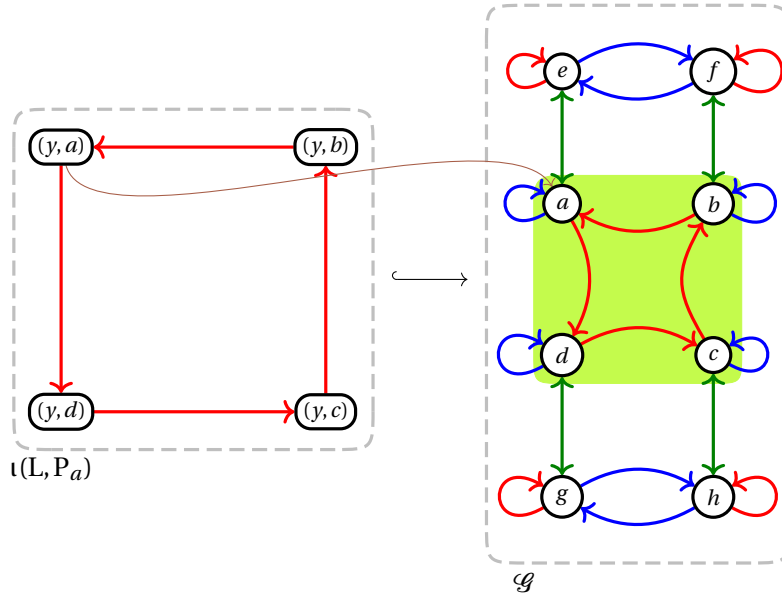 e f
(y, a) (y, b)
a b
d c
(y, d) (y, c)
ι(L, P_a)
g h
𝒢